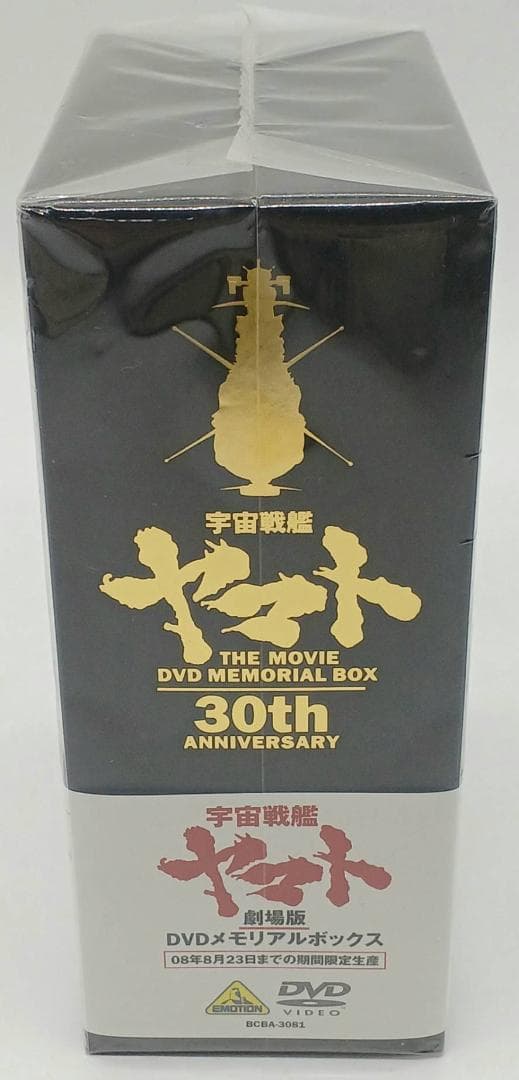 宇宙戦艦
ヤマト
THE MOVIE
DVD MEMORIAL BOX
30th
ANNIVERSARY
宇宙戦艦
ヤマト
劇場版
DVDメモリアルボックス
08年8月23日までの期間限定生産
EMOTION
DVD
VIDEO
BCBA-3081